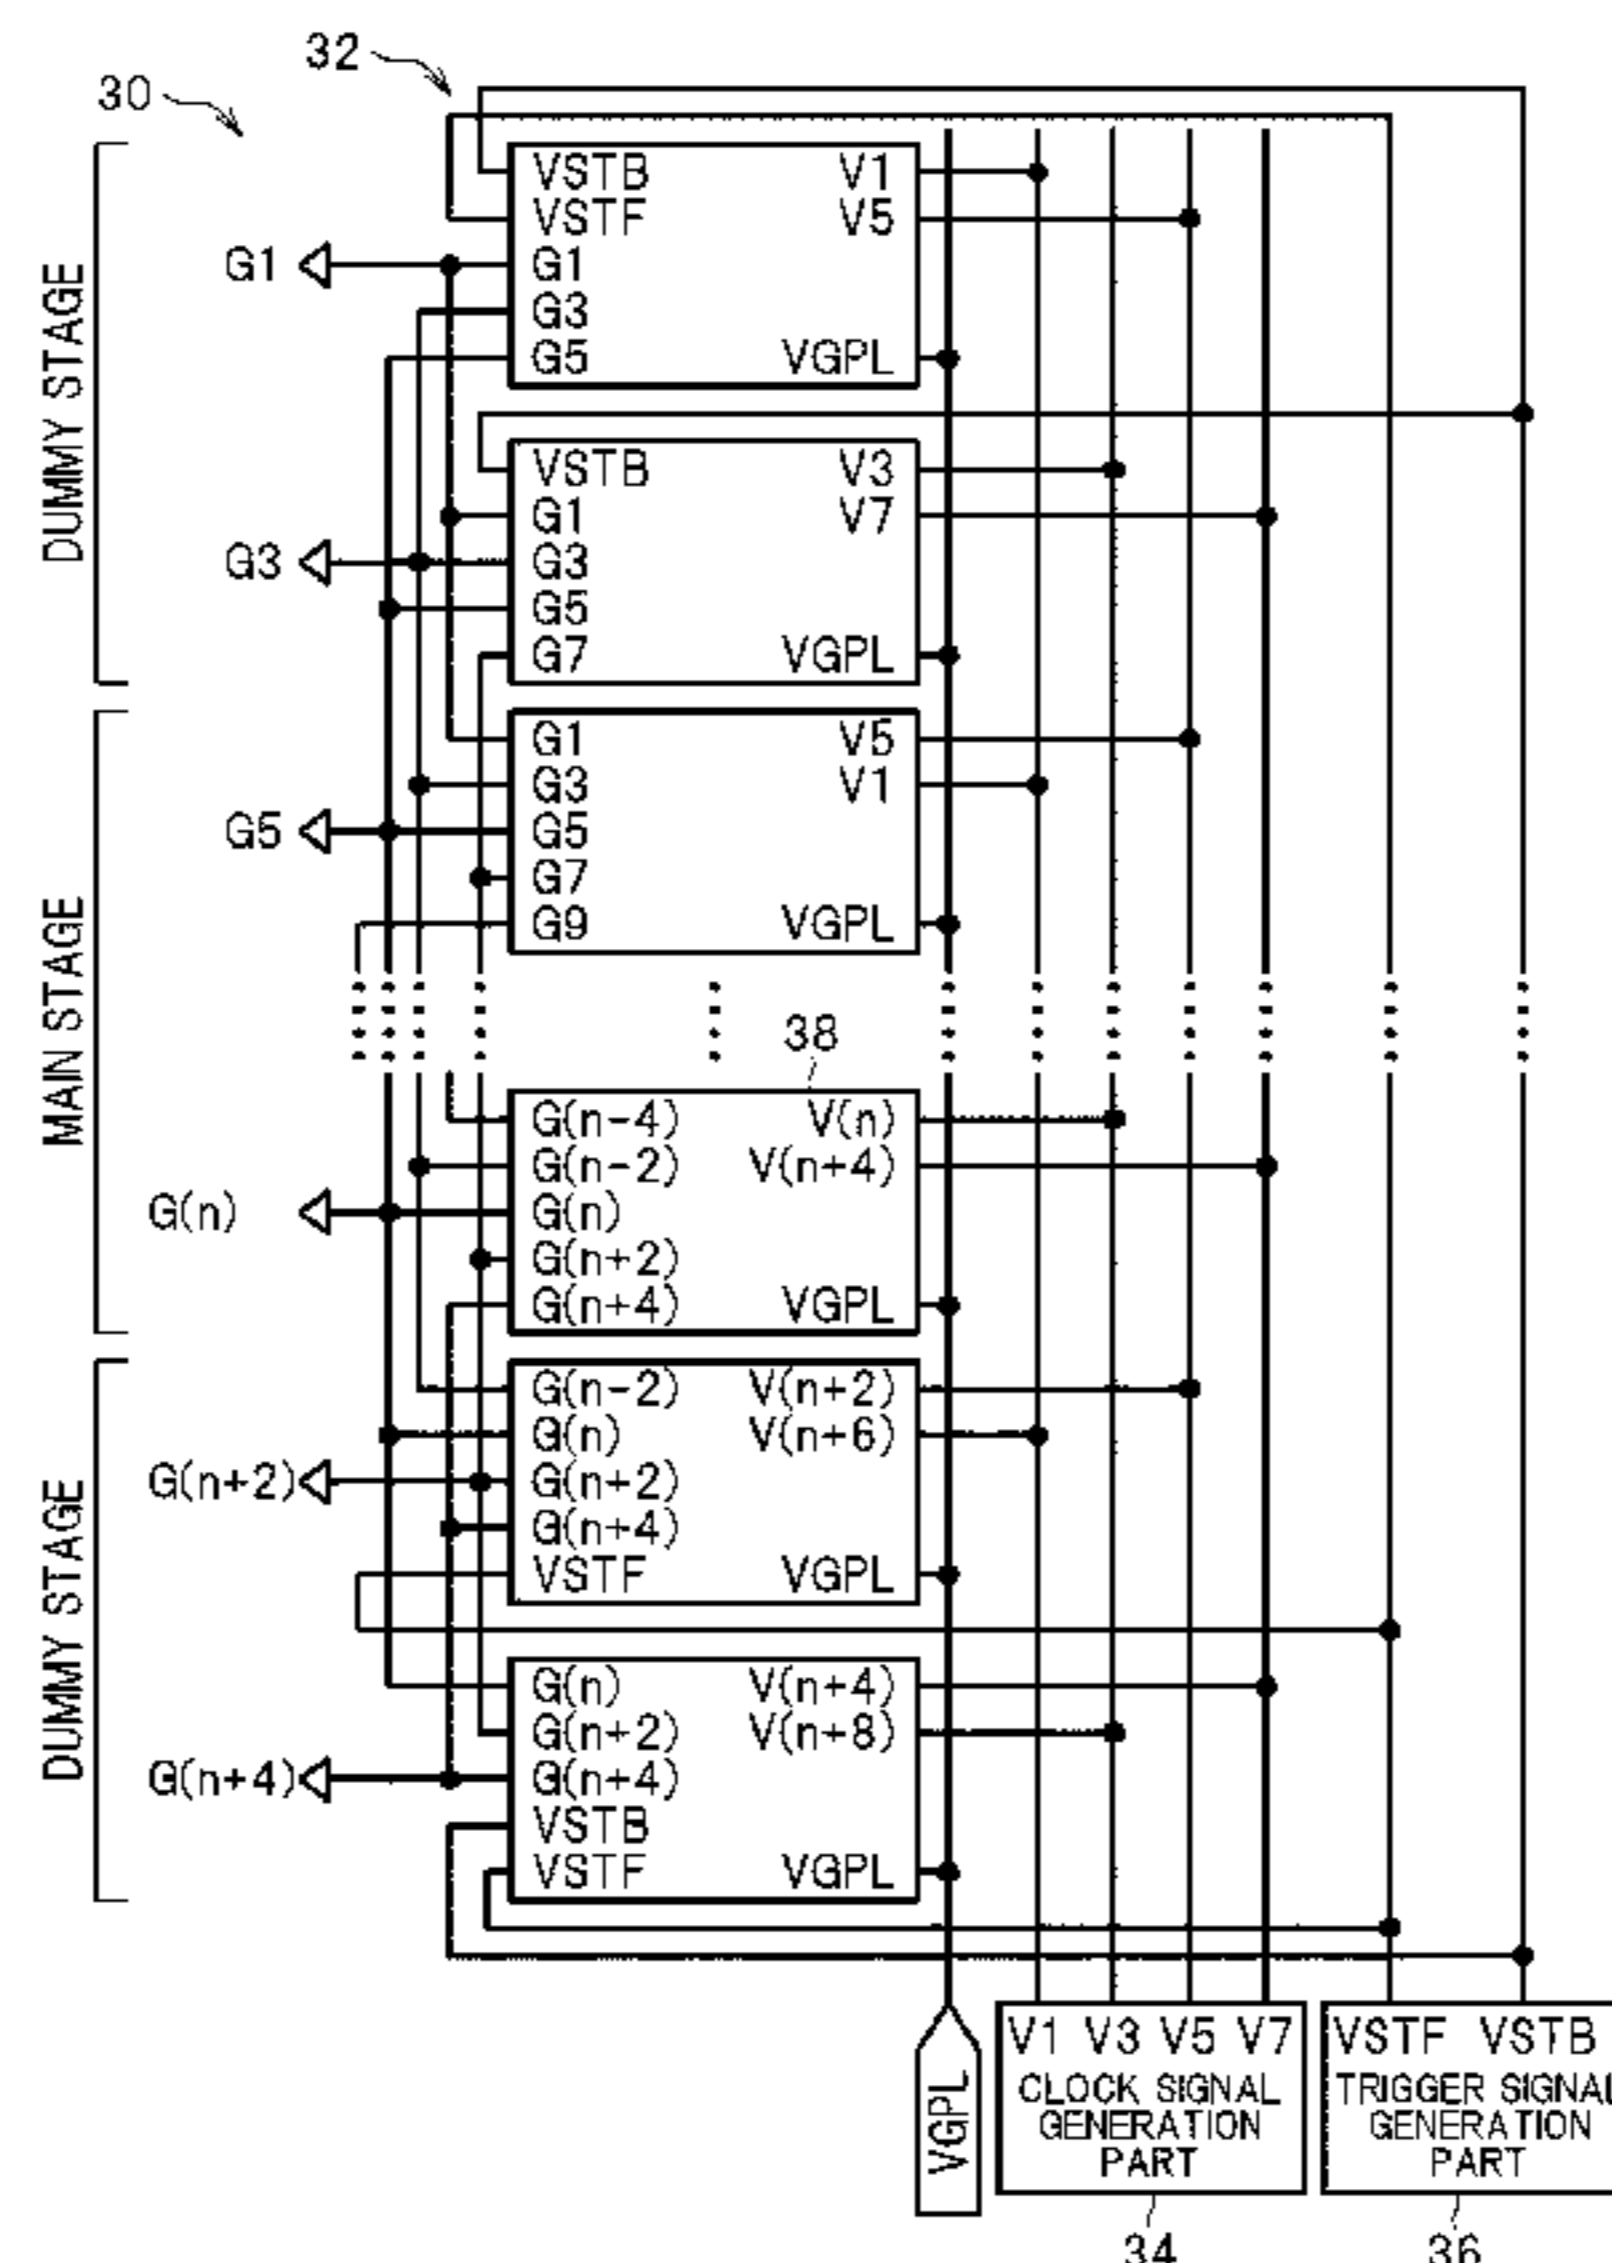 32
30
DUMMY STAGE
VSTB V1
VSTF V5
G1 G1
G3
G5 VGPL
VSTB V3
G1 V7
G3 G3
G5
G7 VGPL
MAIN STAGE
G1 V5
G3 V1
G5 G5
G7
G9 VGPL
38
G(n-4) V(n)
G(n-2) V(n+4)
G(n) G(n)
G(n+2)
G(n+4) VGPL
DUMMY STAGE
G(n-2) V(n+2)
G(n) V(n+6)
G(n+2) G(n+2)
G(n+4)
VSTF VGPL
G(n) V(n+4)
G(n+2) V(n+8)
G(n+4) G(n+4)
VSTB
VSTF VGPL
VGPL
V1 V3 V5 V7
CLOCK SIGNAL
GENERATION
PART
34
VSTF VSTB
TRIGGER SIGNAL
GENERATION
PART
36